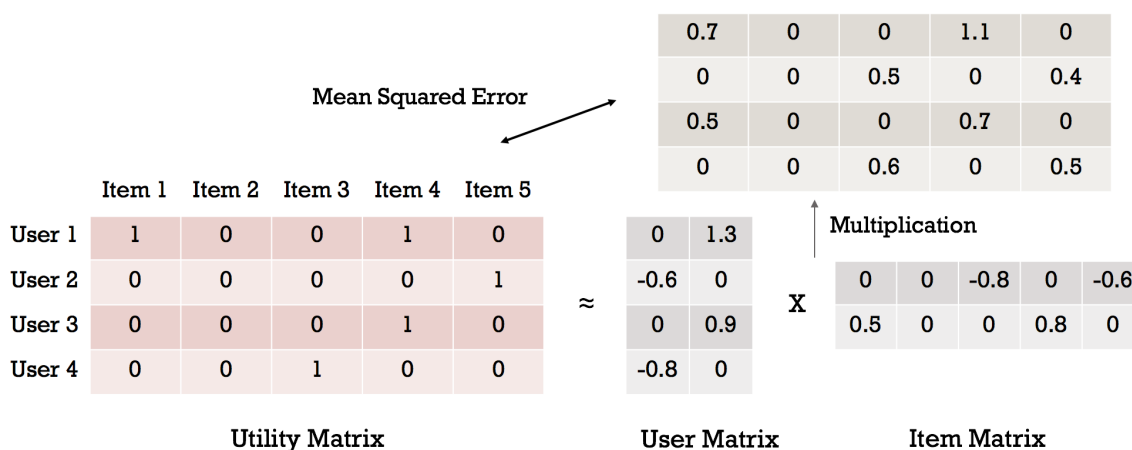 0.7 0 0 1.1 0
0 0 0.5 0 0.4
Mean Squared Error
0.5 0 0 0.7 0
0 0 0.6 0 0.5
Item 1 Item 2 Item 3 Item 4 Item 5
Multiplication
User 1 1 0 0 1 0
User 2 0 0 0 0 1
User 3 0 0 0 1 0
User 4 0 0 1 0 0
≈
0 1.3
-0.6 0
0 0.9
-0.8 0
X
0 0 -0.8 0 -0.6
0.5 0 0 0.8 0
Utility Matrix
User Matrix
Item Matrix